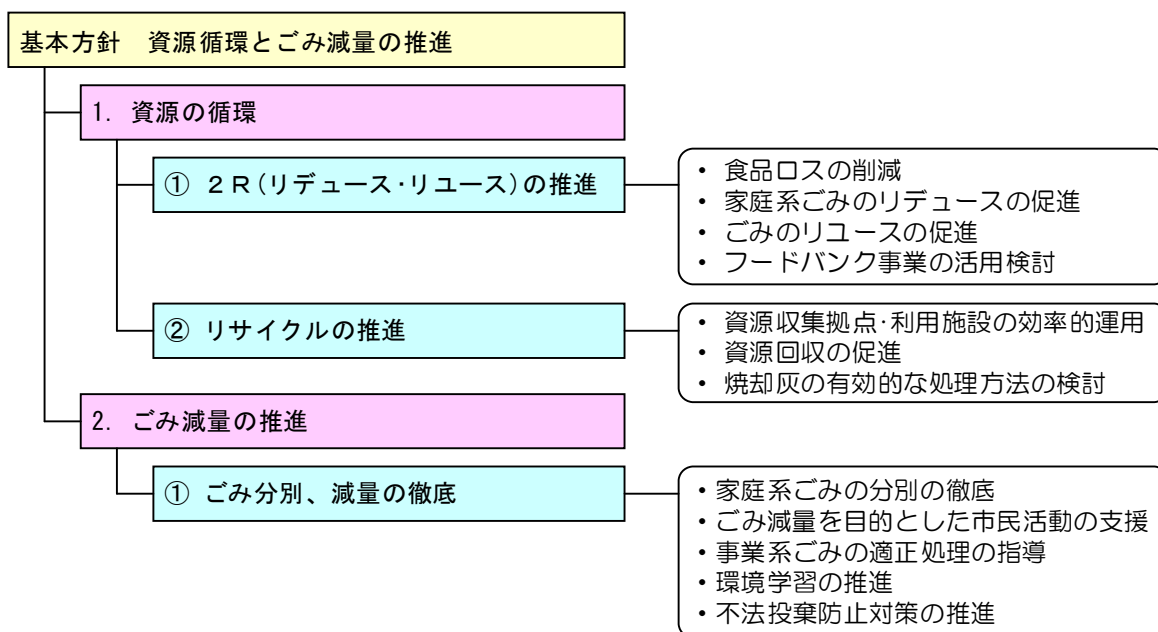 基本方針　資源循環とごみ減量の推進
1. 資源の循環
① ２Ｒ(リデュース･リユース)の推進
・ 食品ロスの削減
・ 家庭系ごみのリデュースの促進
・ ごみのリユースの促進
・ フードバンク事業の活用検討
② リサイクルの推進
・ 資源収集拠点･利用施設の効率的運用
・ 資源回収の促進
・ 焼却灰の有効的な処理方法の検討
2. ごみ減量の推進
① ごみ分別、減量の徹底
・家庭系ごみの分別の徹底
・ごみ減量を目的とした市民活動の支援
・事業系ごみの適正処理の指導
・環境学習の推進
・不法投棄防止対策の推進